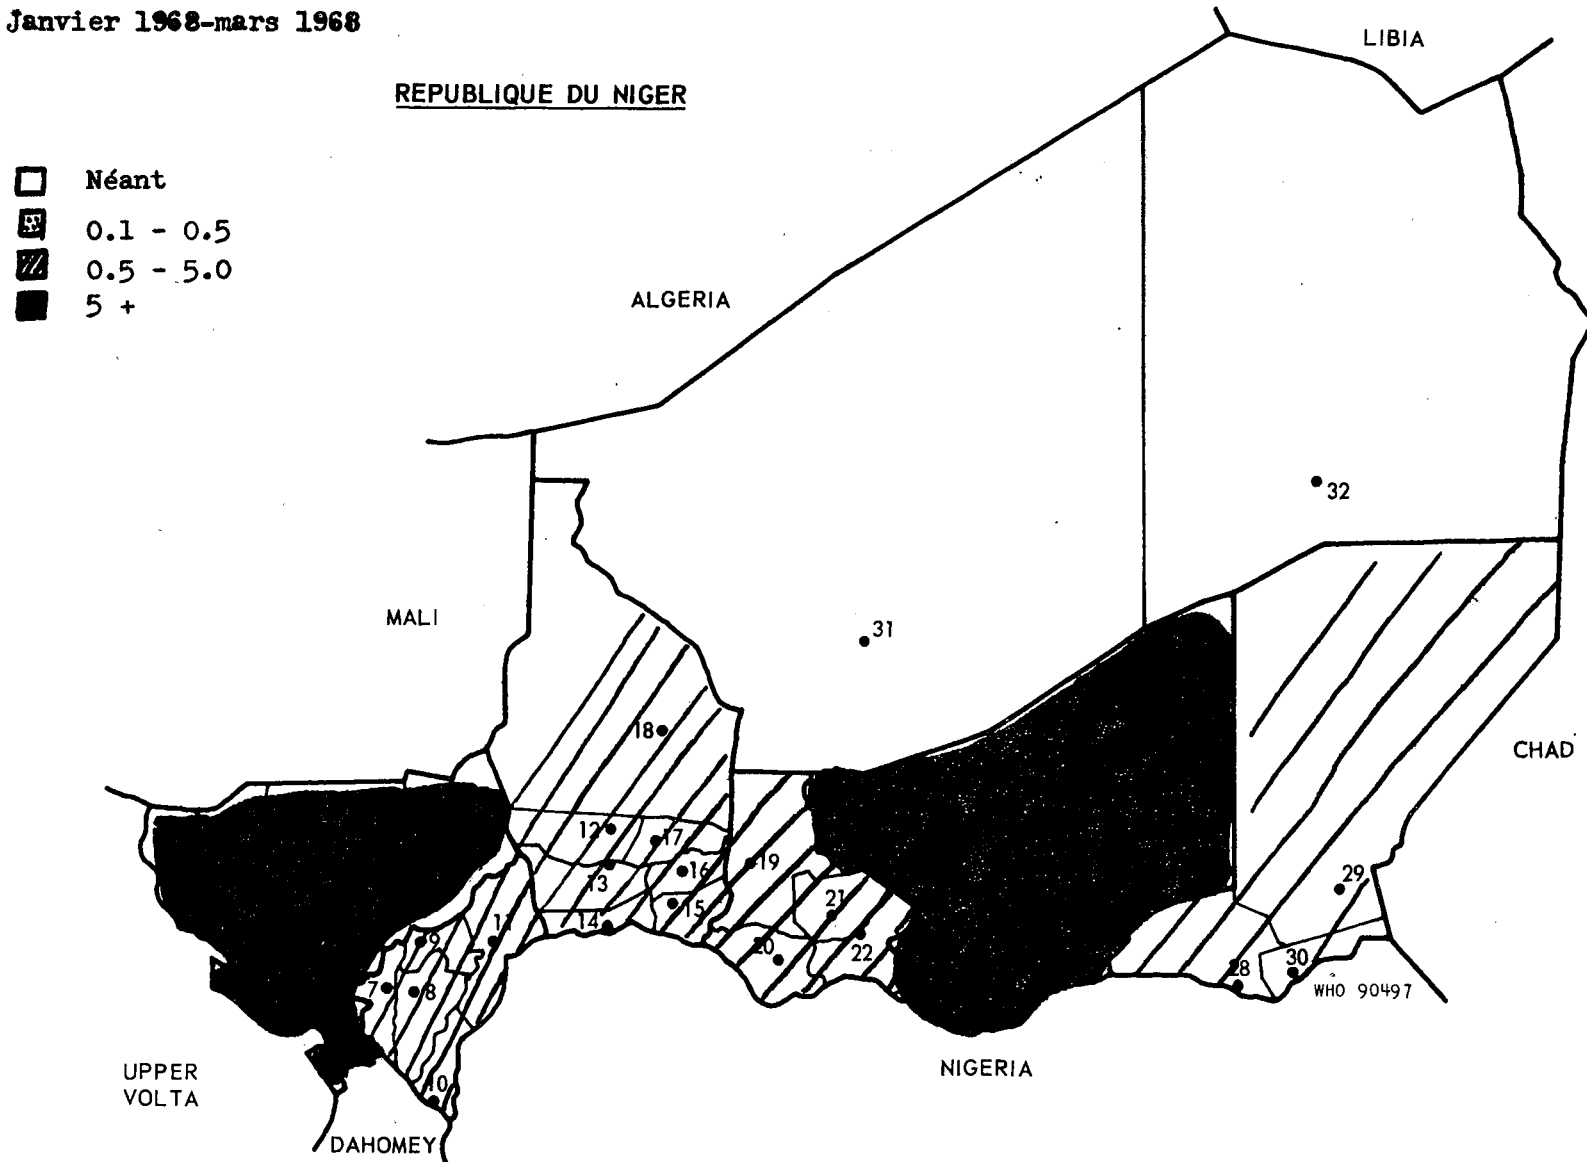 Janvier 1968-mars 1968
REPUBLIQUE DU NIGER
Néant
0.1 - 0.5
0.5 - 5.0
5 +
LIBIA
ALGERIA
MALI
CHAD
UPPER
VOLTA
DAHOMEY
NIGERIA
32
31
18
12
17
13
16
15
14
19
21
20
22
11
9
7
8
10
29
28
30
WHO 90497